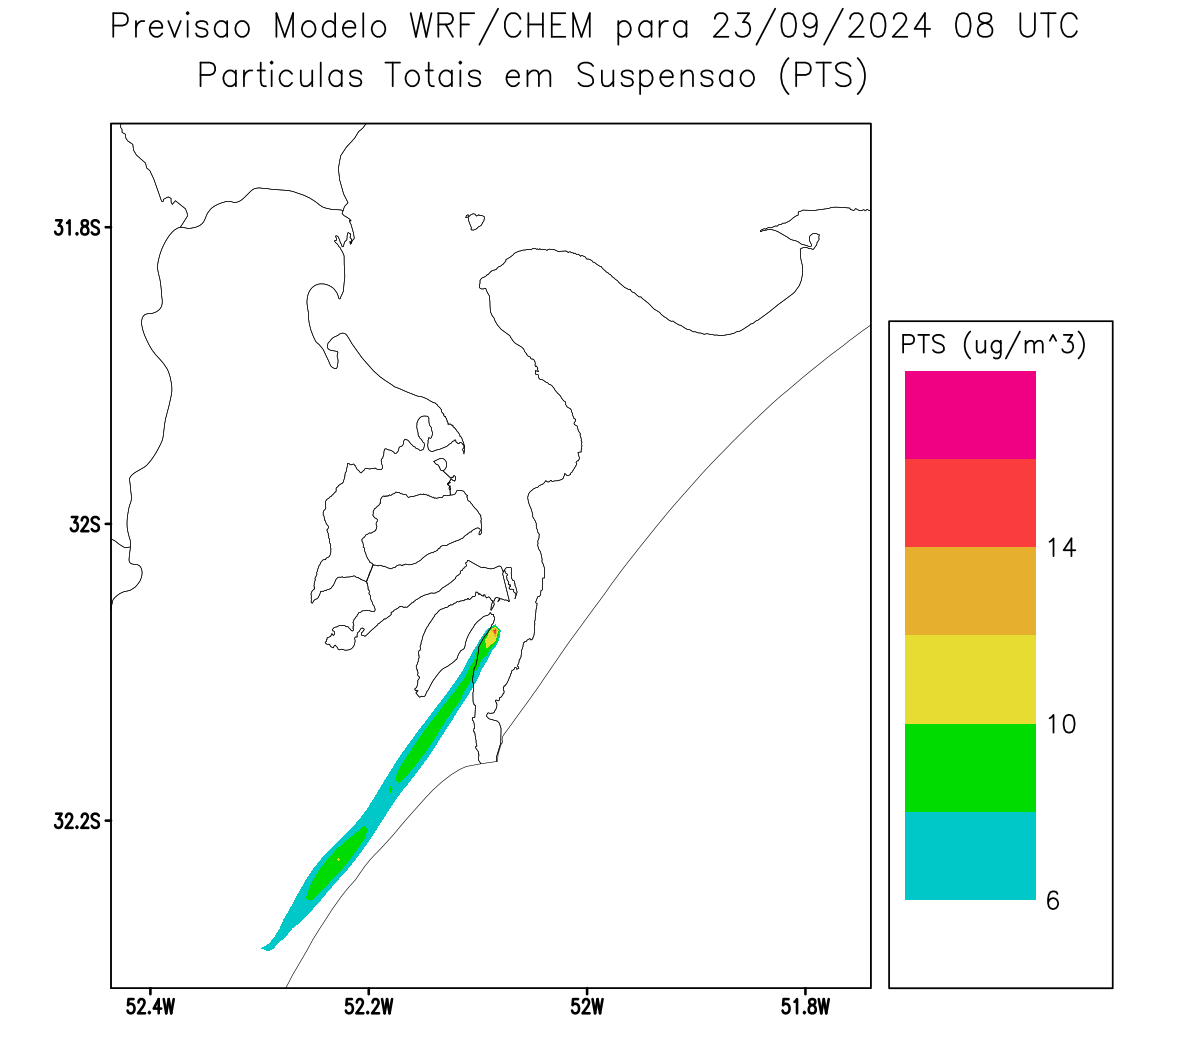 Previsao Modelo WRF/CHEM para 23/09/2024 08 UTC
Particulas Totais em Suspensao (PTS)
31.8S
32S
32.2S
52.4W
52.2W
52W
51.8W
PTS (ug/m^3)
14
10
6